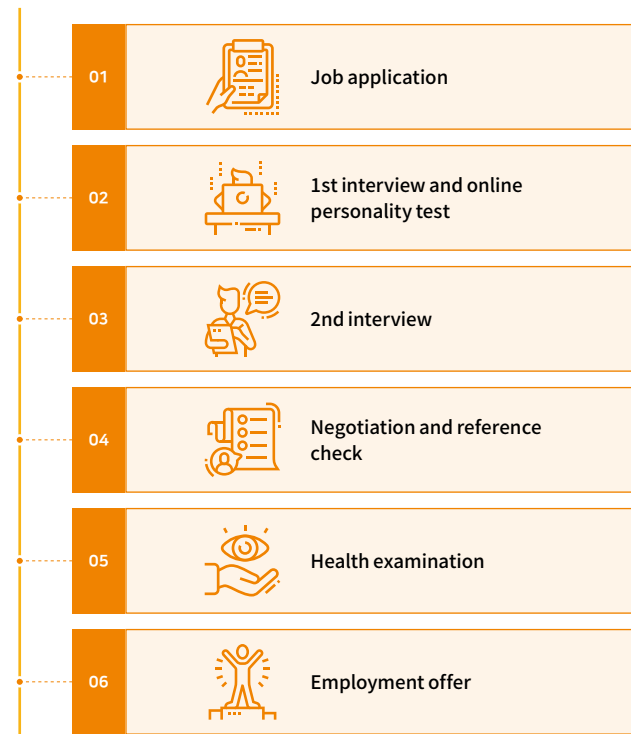 01
Job application
02
1st interview and online
personality test
03
2nd interview
04
Negotiation and reference
check
05
Health examination
06
Employment offer